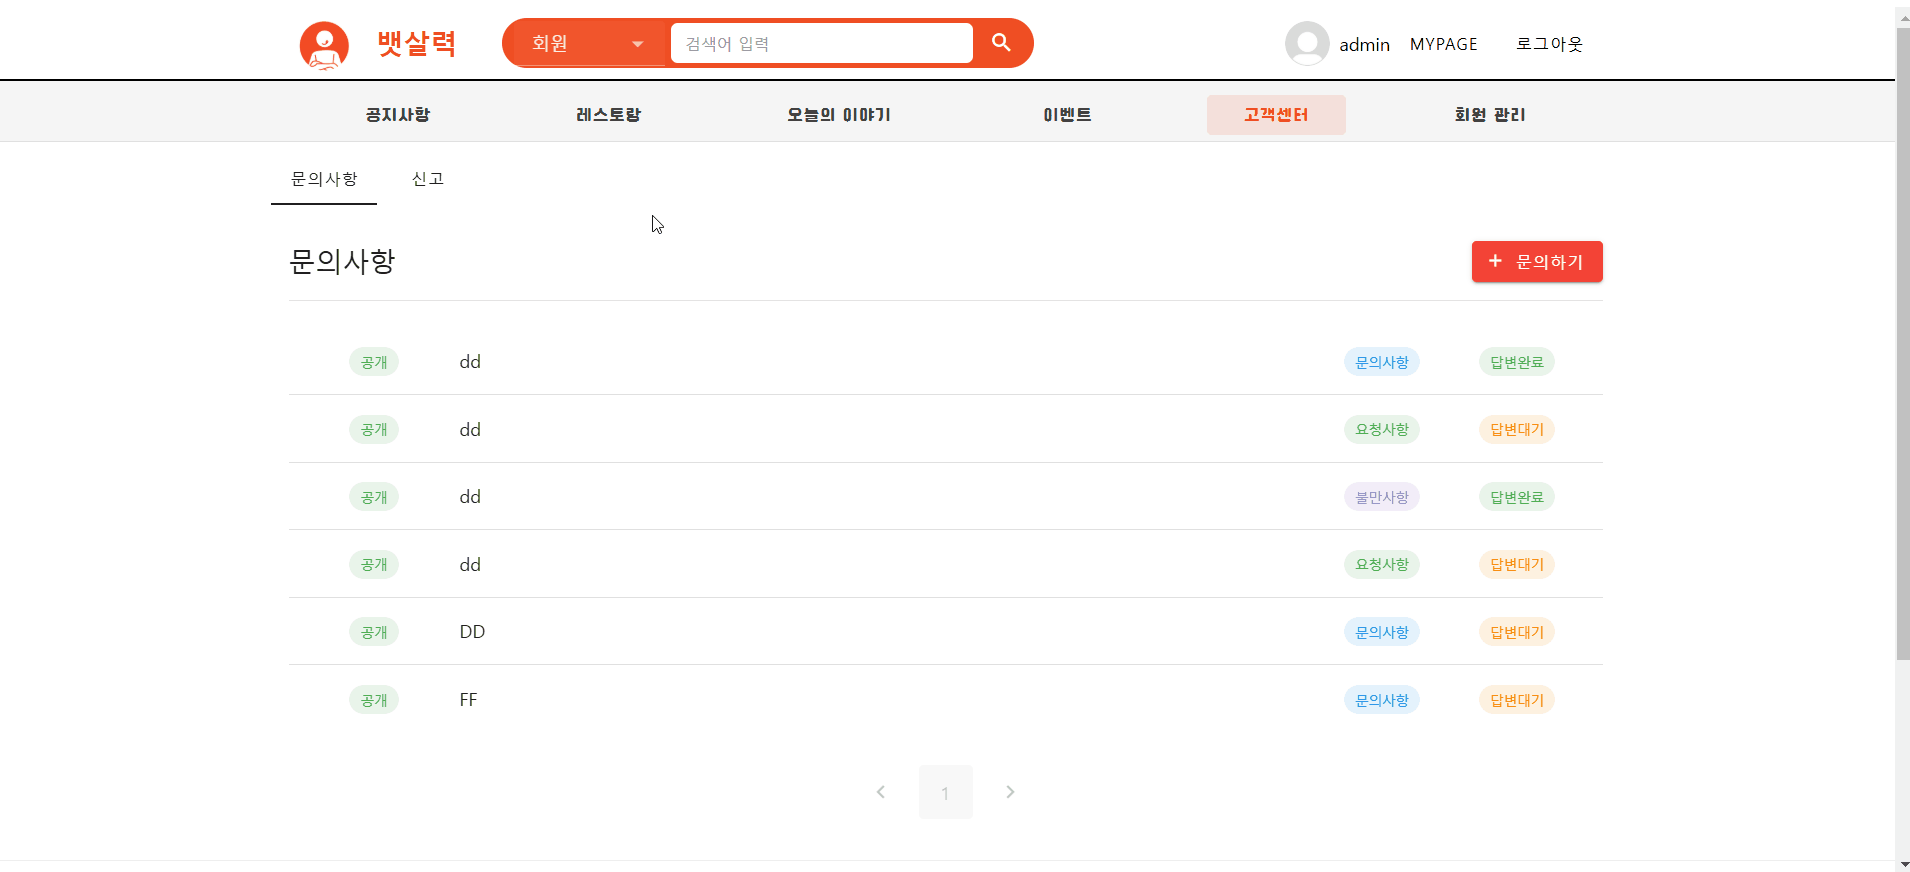 뱃살력 회원 검색어 입력 admin MYPAGE 로그아웃
공지사항 레스토랑 오늘의 이야기 이벤트 고객센터 회원 관리
문의사항 신고
문의사항 + 문의하기
공개 dd 문의사항 답변완료
공개 dd 요청사항 답변대기
공개 dd 불만사항 답변완료
공개 dd 요청사항 답변대기
공개 DD 문의사항 답변대기
공개 FF 문의사항 답변대기
1